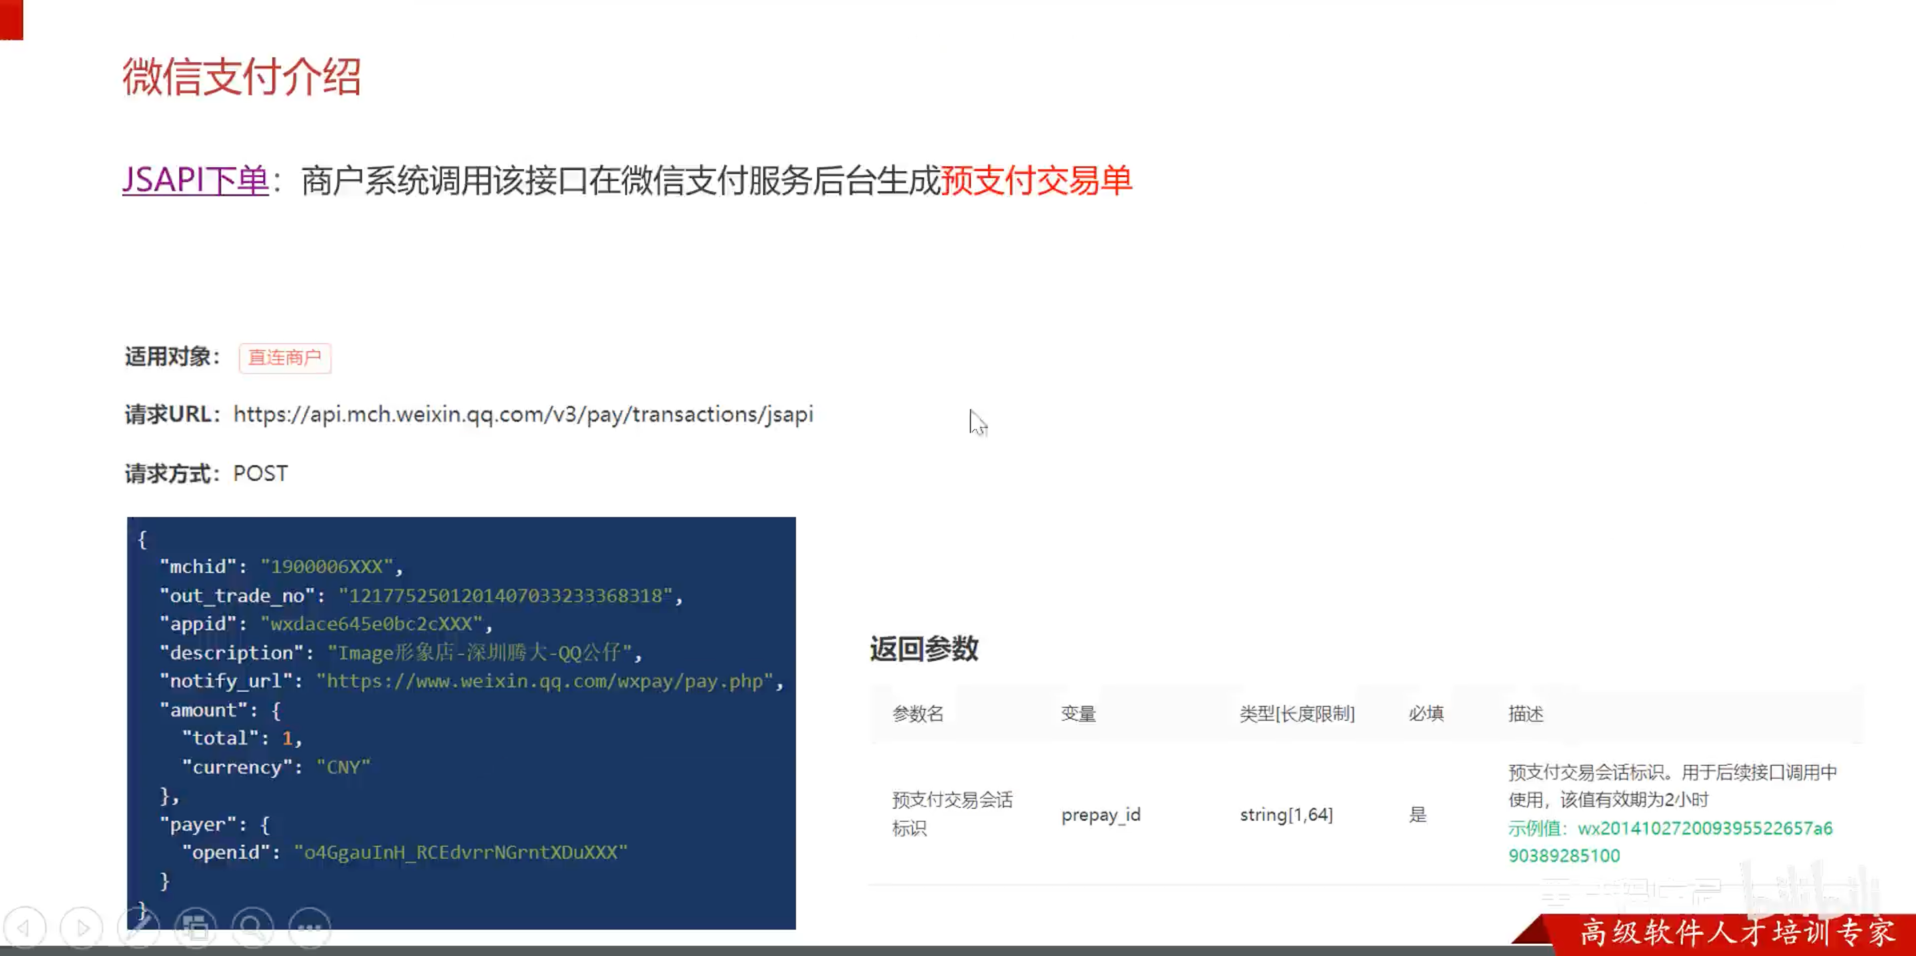 微信支付介绍
JSAPI下单：商户系统调用该接口在微信支付服务后台生成预支付交易单
适用对象： 直连商户
请求URL：https://api.mch.weixin.qq.com/v3/pay/transactions/jsapi
请求方式：POST
{
"mchid": "1900006XXX",
"out_trade_no": "1217752501201407033233368318",
"appid": "wxdace645e0bc2cXXX",
"description": "Image形象店-深圳腾大-QQ公仔",
"notify_url": "https://www.weixin.qq.com/wxpay/pay.php",
"amount": {
"total": 1,
"currency": "CNY"
},
"payer": {
"openid": "o4GgauInH_RCEdvrrNGrntXDuXXX"
}
}
返回参数
参数名 变量 类型[长度限制] 必填 描述
预支付交易会话标识。用于后续接口调用中
预支付交易会话 使用，该值有效期为2小时
标识 prepay_id string[1,64] 是 示例值：wx201410272009395522657a6
90389285100
bilibili
高级软件人才培训专家